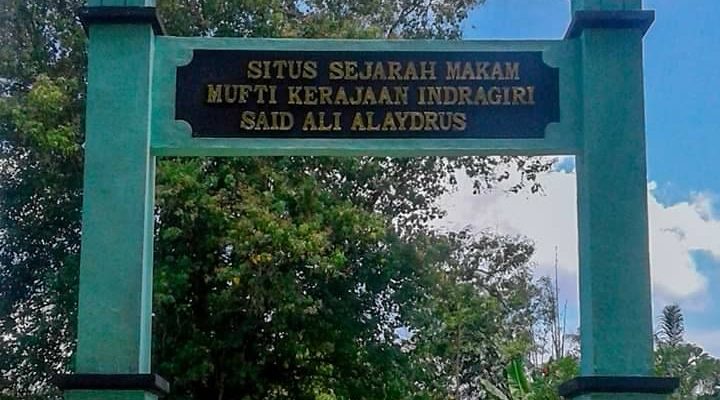 SITUS SEJARAH MAKAM
MUFTI KERAJAAN INDRAGIRI
SAID ALI ALAYDRUS